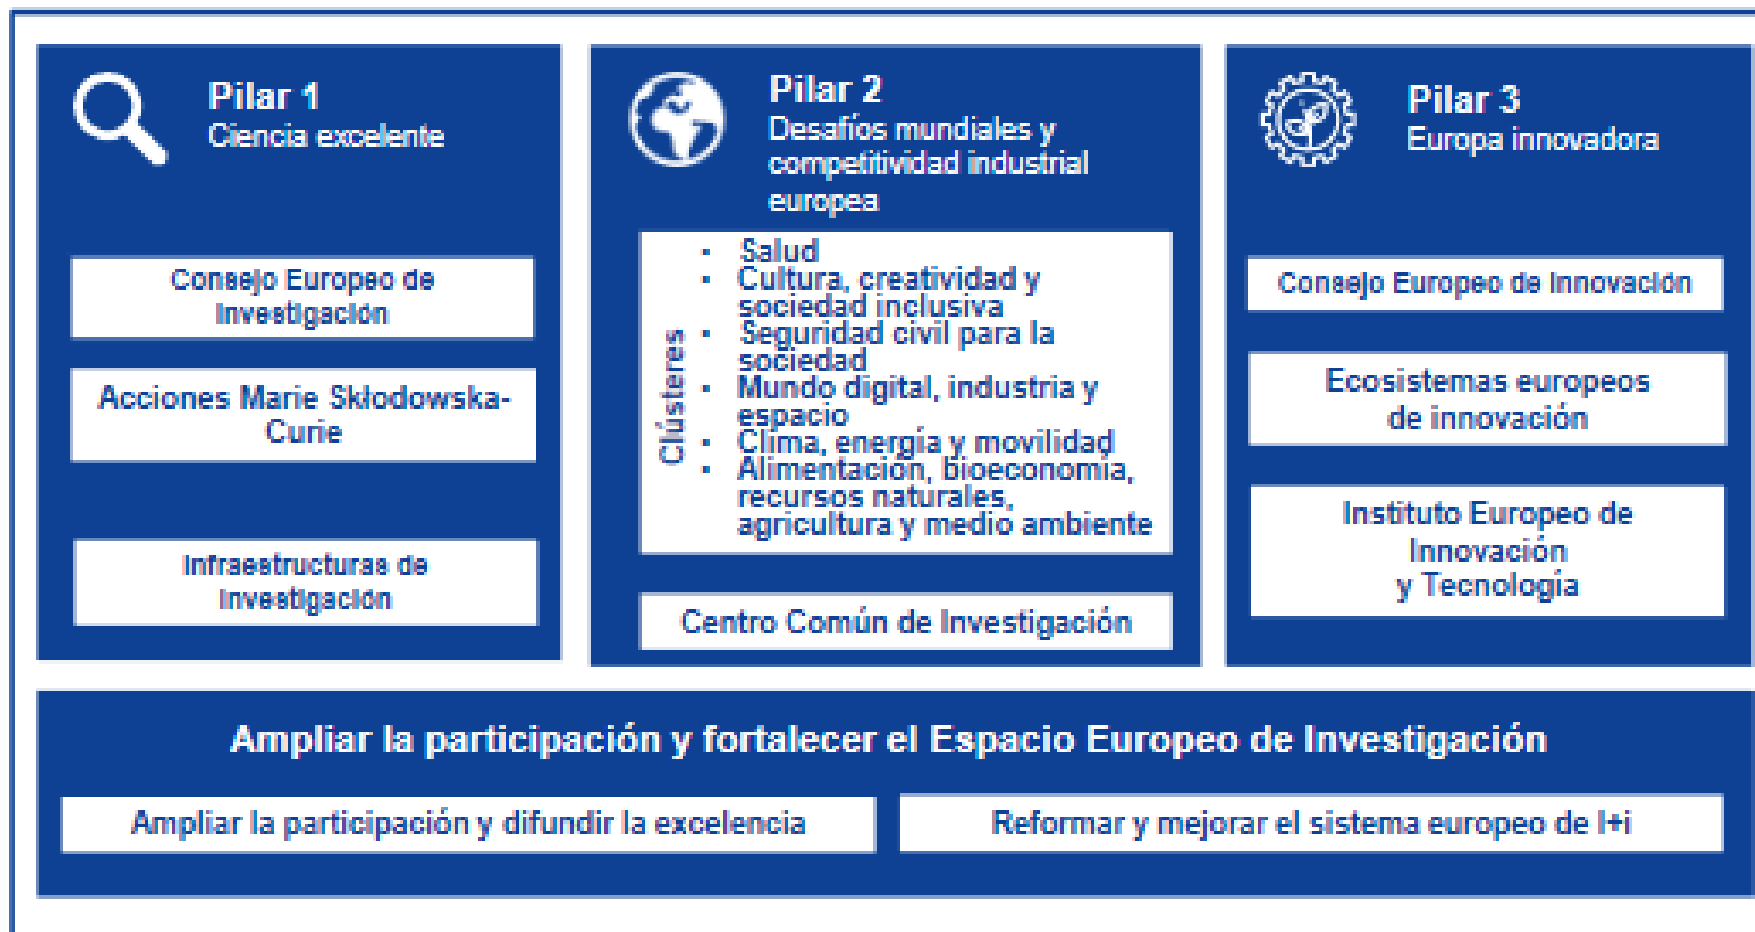 Pilar 1
Ciencia excelente
Consejo Europeo de
Investigación
Acciones Marie Skłodowska-
Curie
Infraestructuras de
Investigación
Pilar 2
Desafíos mundiales y
competitividad industrial
europea
Clústeres
· Salud
· Cultura, creatividad y
sociedad inclusiva
· Seguridad civil para la
sociedad
· Mundo digital, industria y
espacio
· Clima, energía y movilidad
· Alimentación, bioeconomía,
recursos naturales,
agricultura y medio ambiente
Centro Común de Investigación
Pilar 3
Europa innovadora
Consejo Europeo de Innovación
Ecosistemas europeos
de innovación
Instituto Europeo de
Innovación
y Tecnología
Ampliar la participación y fortalecer el Espacio Europeo de Investigación
Ampliar la participación y difundir la excelencia
Reformar y mejorar el sistema europeo de I+i